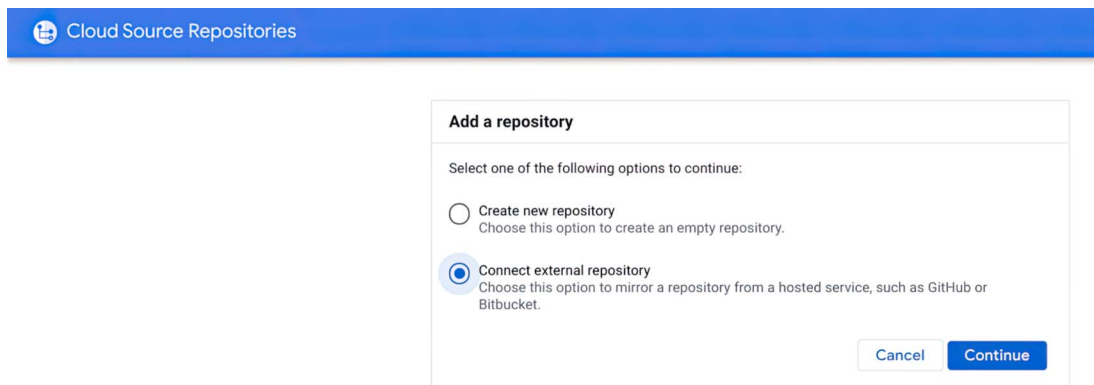 Cloud Source Repositories
Add a repository
Select one of the following options to continue:
Create new repository
Choose this option to create an empty repository.
Connect external repository
Choose this option to mirror a repository from a hosted service, such as GitHub or
Bitbucket.
Cancel Continue